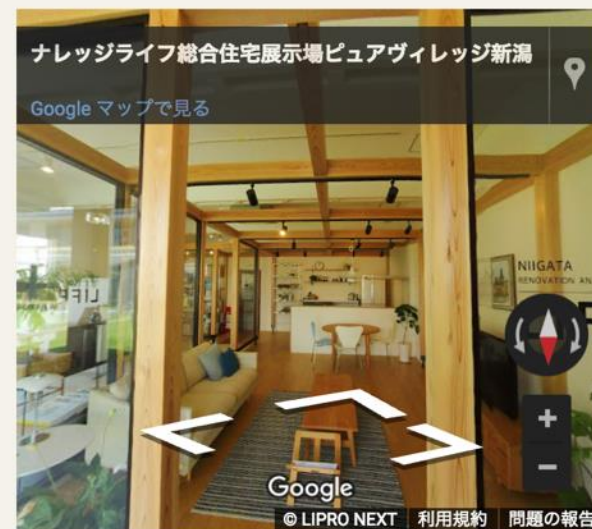 ナレッジライフ総合住宅展示場ピュアヴィレッジ新潟
Google マップで見る
NIIGATA
RENOVATION AN
LIFE
Google
© LIPRO NEXT 利用規約 問題の報告